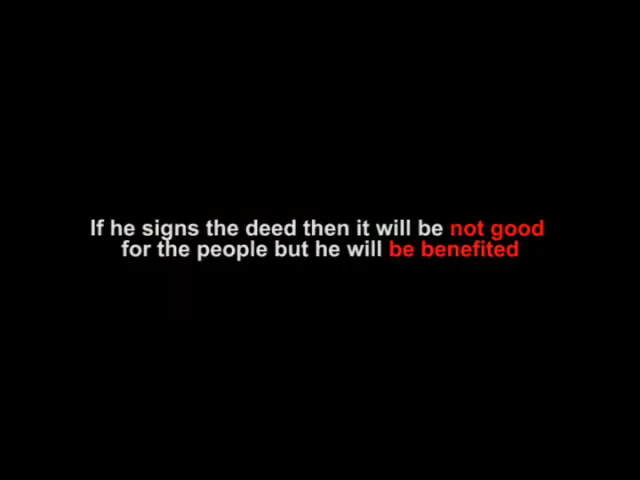 If he signs the deed then it will be not good
for the people but he will be benefited